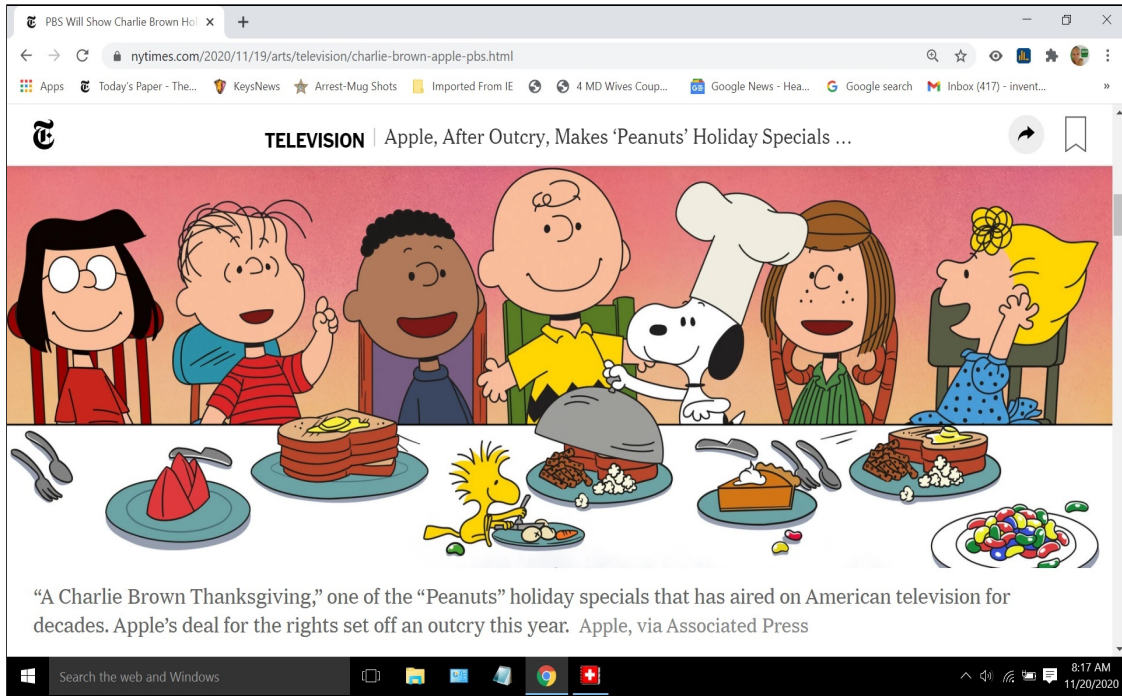 PBS Will Show Charlie Brown Hol
nytimes.com/2020/11/19/arts/television/charlie-brown-apple-pbs.html
Apps Today's Paper - The... KeysNews Arrest-Mug Shots Imported From IE 4 MD Wives Coup... Google News - Hea... Google search Inbox (417) - invent... »
TELEVISION | Apple, After Outcry, Makes ‘Peanuts’ Holiday Specials ...
“A Charlie Brown Thanksgiving,” one of the “Peanuts” holiday specials that has aired on American television for
decades. Apple’s deal for the rights set off an outcry this year. Apple, via Associated Press
Search the web and Windows
8:17 AM
11/20/2020